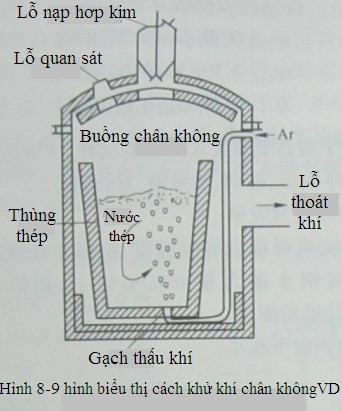 Lỗ nạp hơp kim
Lỗ quan sát
Buồng chân không
Ar
Lỗ
thoát
khí
Thùng
thép
Nước
thép
Gạch thấu khí
Hình 8-9 hình biểu thị cách khử khí chân khôngVD